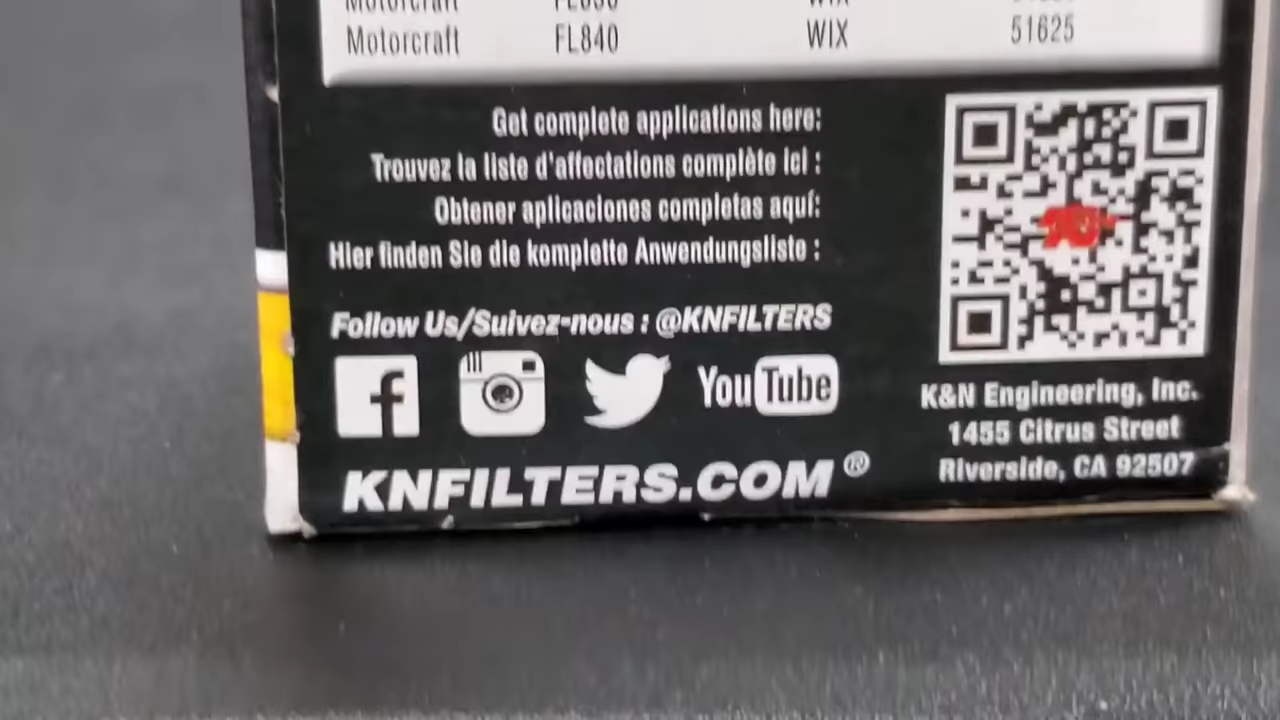 Motorcraft FL840 WIX 51625
Get complete applications here:
Trouvez la liste d'affectations complète ici :
Obtener aplicaciones completas aquí:
Hier finden Sie die komplette Anwendungsliste :
Follow Us/Suivez-nous : @KNFILTERS
f
You Tube
KNFILTERS.COM®
K&N Engineering, Inc.
1455 Citrus Street
Riverside, CA 92507